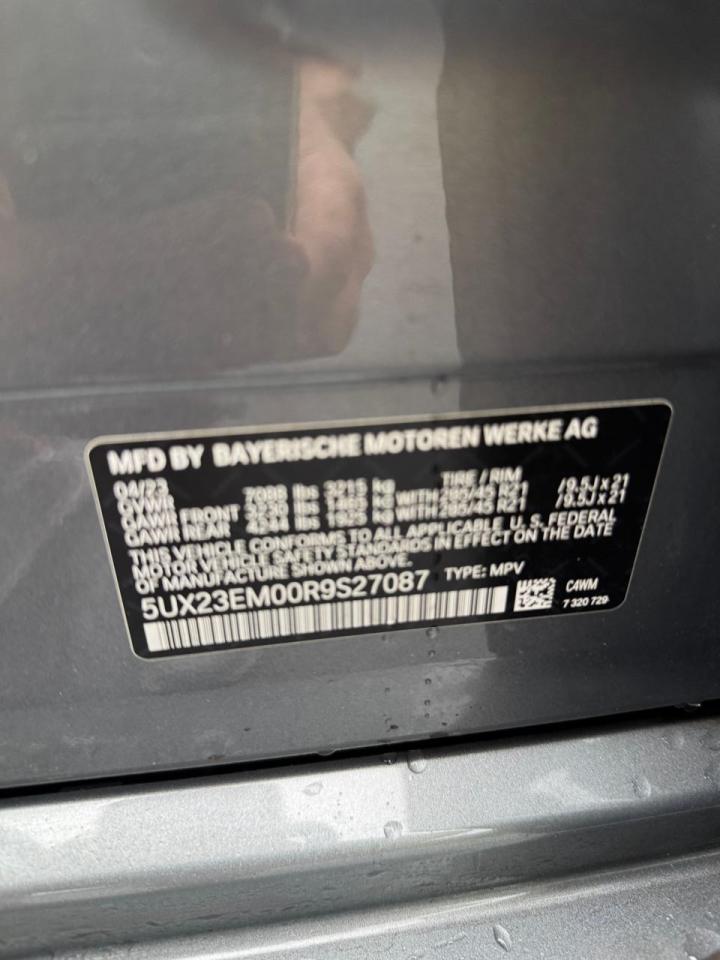 MFD BY BAYERISCHE MOTOREN WERKE AG
04/23 TIRE / RIM
GVWR 7088 lbs 3215 kg
GAWR FRONT lbs kg WITH 285/45 R21 /9.5J x 21
GAWR REAR 4244 lbs 1925 kg WITH 285/45 R21 /9.5J x 21
THIS VEHICLE CONFORMS TO ALL APPLICABLE U. S. FEDERAL
MOTOR VEHICLE SAFETY STANDARDS IN EFFECT ON THE DATE
OF MANUFACTURE SHOWN ABOVE.
5UX23EM00R9S27087 TYPE: MPV
C4WM
7 320 729